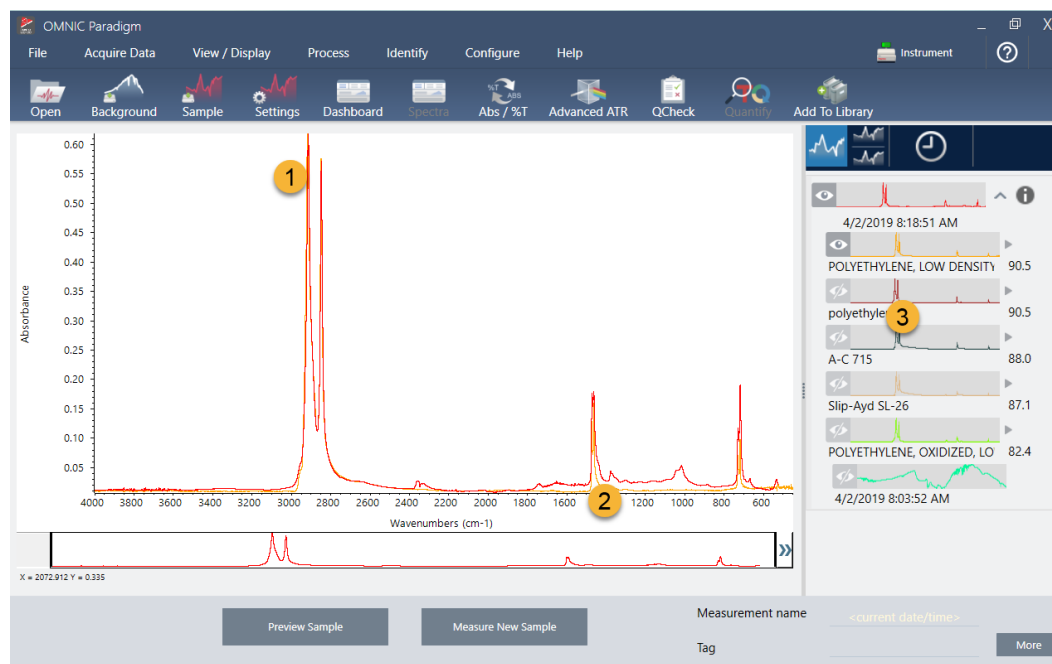 OMNIC Paradigm
File Acquire Data View / Display Process Identify Configure Help Instrument
%T ABS
Open Background Sample Settings Dashboard Spectra Abs / %T Advanced ATR QCheck Quantify Add To Library
0.60
0.55
0.50
0.45
0.40
0.35
0.30
0.25
0.20
0.15
0.10
0.05
Absorbance
1
2
4000 3800 3600 3400 3200 3000 2800 2600 2400 2200 2000 1800 1600 1400 1200 1000 800 600
Wavenumbers (cm-1)
X = 2072.912 Y = 0.335
4/2/2019 8:18:51 AM
POLYETHYLENE, LOW DENSITY 90.5
polyethyle 90.5
3
A-C 715 88.0
Slip-Ayd SL-26 87.1
POLYETHYLENE, OXIDIZED, LO 82.4
4/2/2019 8:03:52 AM
Preview Sample
Measure New Sample
Measurement name <current date/time>
Tag
More